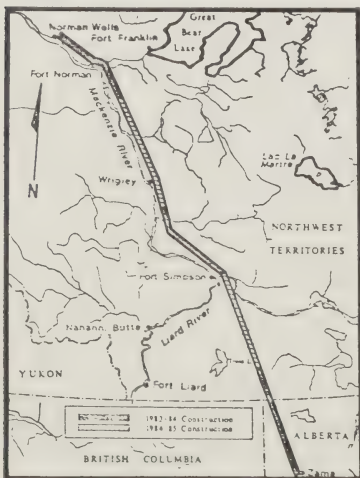 Norman Wells
Great
Bear
Lake
Fort Franklin
Fort Norman
Mackenzie River
Lac La
Martre
Wrigley
N
NORTHWEST
TERRITORIES
Fort Simpson
Nahanni Butte
Liard River
YUKON
Fort Liard
1983-84 Construction
1984-85 Construction
ALBERTA
BRITISH COLUMBIA
Zama